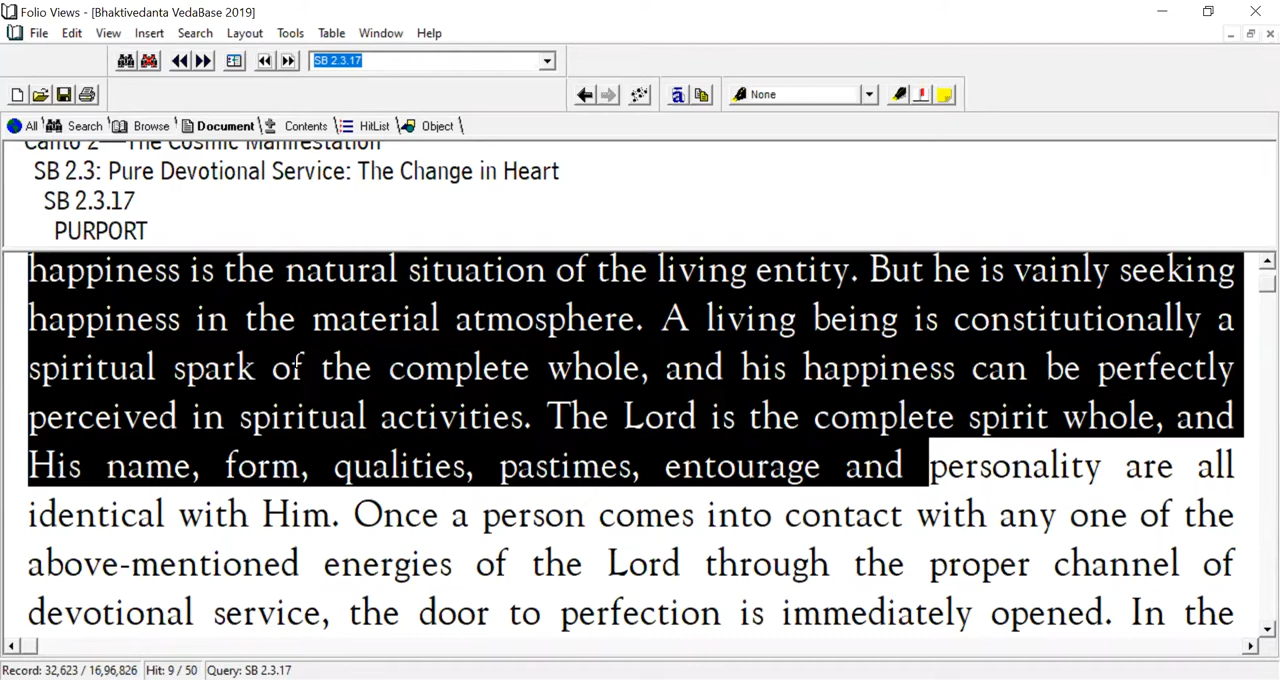 Folio Views - [Bhaktivedanta VedaBase 2019]
File Edit View Insert Search Layout Tools Table Window Help
SB 2.3.17
None
All Search Browse Document Contents HitList Object
Canto 2—The Cosmic Manifestation
SB 2.3: Pure Devotional Service: The Change in Heart
SB 2.3.17
PURPORT
happiness is the natural situation of the living entity. But he is vainly seeking
happiness in the material atmosphere. A living being is constitutionally a
spiritual spark of the complete whole, and his happiness can be perfectly
perceived in spiritual activities. The Lord is the complete spirit whole, and
His name, form, qualities, pastimes, entourage and personality are all
identical with Him. Once a person comes into contact with any one of the
above-mentioned energies of the Lord through the proper channel of
devotional service, the door to perfection is immediately opened. In the
Record: 32,623 / 16,96,826 Hit: 9 / 50 Query: SB 2.3.17